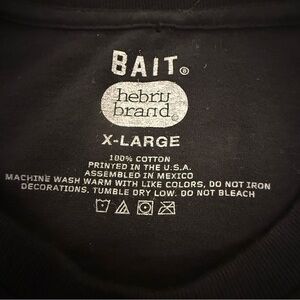 BAIT®
hebru
brand
X-LARGE
100% COTTON
PRINYED IN THE U.S.A.
ASSEMBLED IN MEXICO
MACHINE WASH WARM WITH LIKE COLORS, DO NOT IRON
DECORATIONS, TUMBLE DRY LOW. DO NOT BLEACH